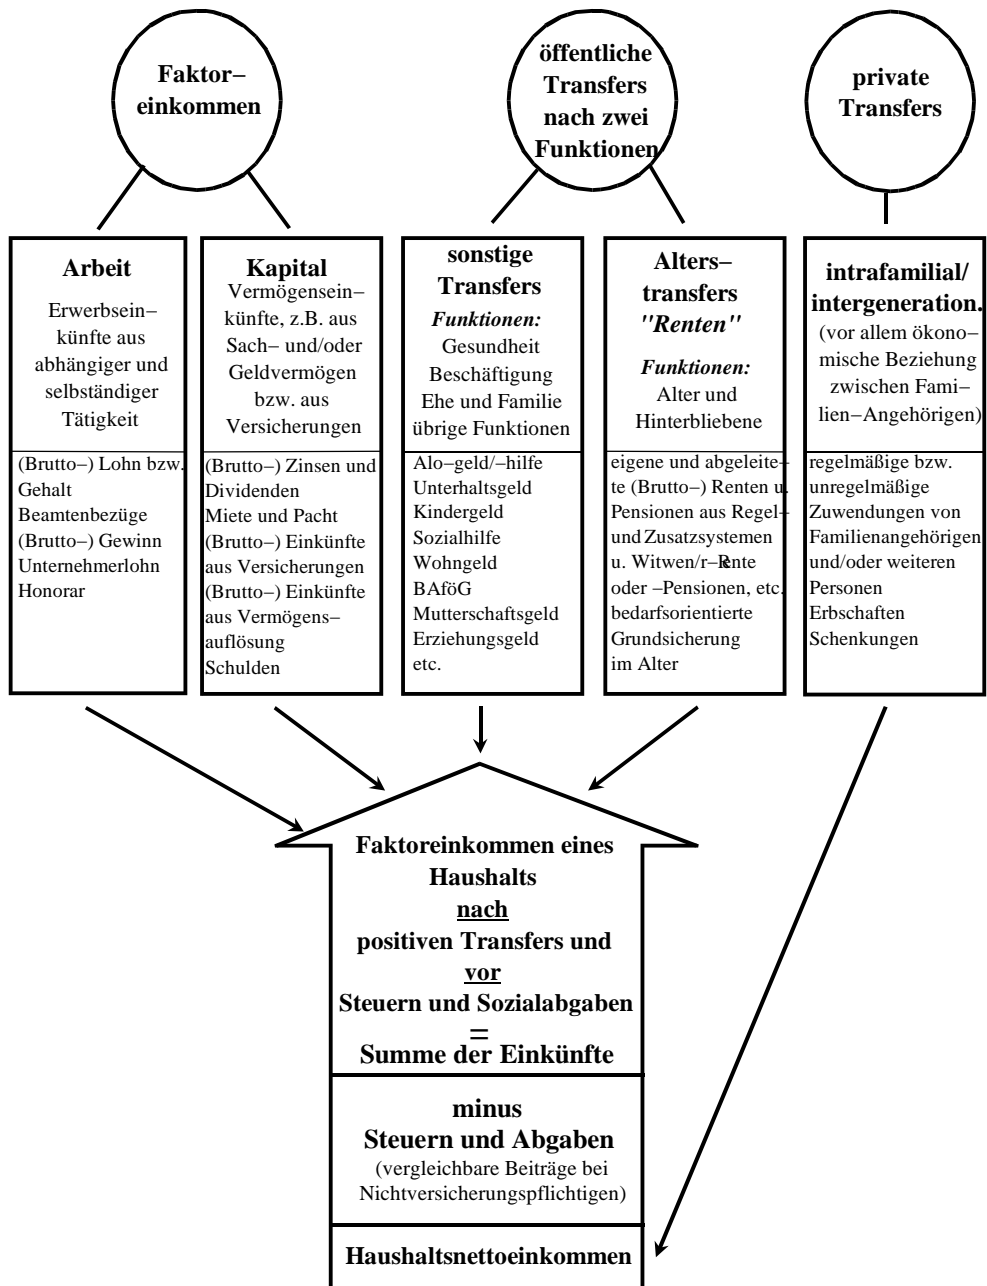 Faktor–
einkommen
öffentliche
Transfers
nach zwei
Funktionen
private
Transfers
Arbeit
Erwerbsein–
künfte aus
abhängiger und
selbständiger
Tätigkeit
(Brutto–) Lohn bzw.
Gehalt
Beamtenbezüge
(Brutto–) Gewinn
Unternehmerlohn
Honorar
Kapital
Vermögensein–
künfte, z.B. aus
Sach– und/oder
Geldvermögen
bzw. aus
Versicherungen
(Brutto–) Zinsen und
Dividenden
Miete und Pacht
(Brutto–) Einkünfte
aus Versicherungen
(Brutto–) Einkünfte
aus Vermögens–
auflösung
Schulden
sonstige
Transfers
Funktionen:
Gesundheit
Beschäftigung
Ehe und Familie
übrige Funktionen
Alo–geld/–hilfe
Unterhaltsgeld
Kindergeld
Sozialhilfe
Wohngeld
BAföG
Mutterschaftsgeld
Erziehungsgeld
etc.
Alters–
transfers
"Renten"
Funktionen:
Alter und
Hinterbliebene
eigene und abgeleite–
te (Brutto–) Renten u.
Pensionen aus Regel–
und Zusatzsystemen
u. Witwen/r–Rente
oder –Pensionen, etc.
bedarfsorientierte
Grundsicherung
im Alter
intrafamilial/
intergeneration.
(vor allem ökono–
mische Beziehung
zwischen Fami–
lien–Angehörigen)
regelmäßige bzw.
unregelmäßige
Zuwendungen von
Familienangehörigen
und/oder weiteren
Personen
Erbschaften
Schenkungen
Faktoreinkommen eines
Haushalts
nach
positiven Transfers und
vor
Steuern und Sozialabgaben
=
Summe der Einkünfte
minus
Steuern und Abgaben
(vergleichbare Beiträge bei
Nichtversicherungspflichtigen)
Haushaltsnettoeinkommen